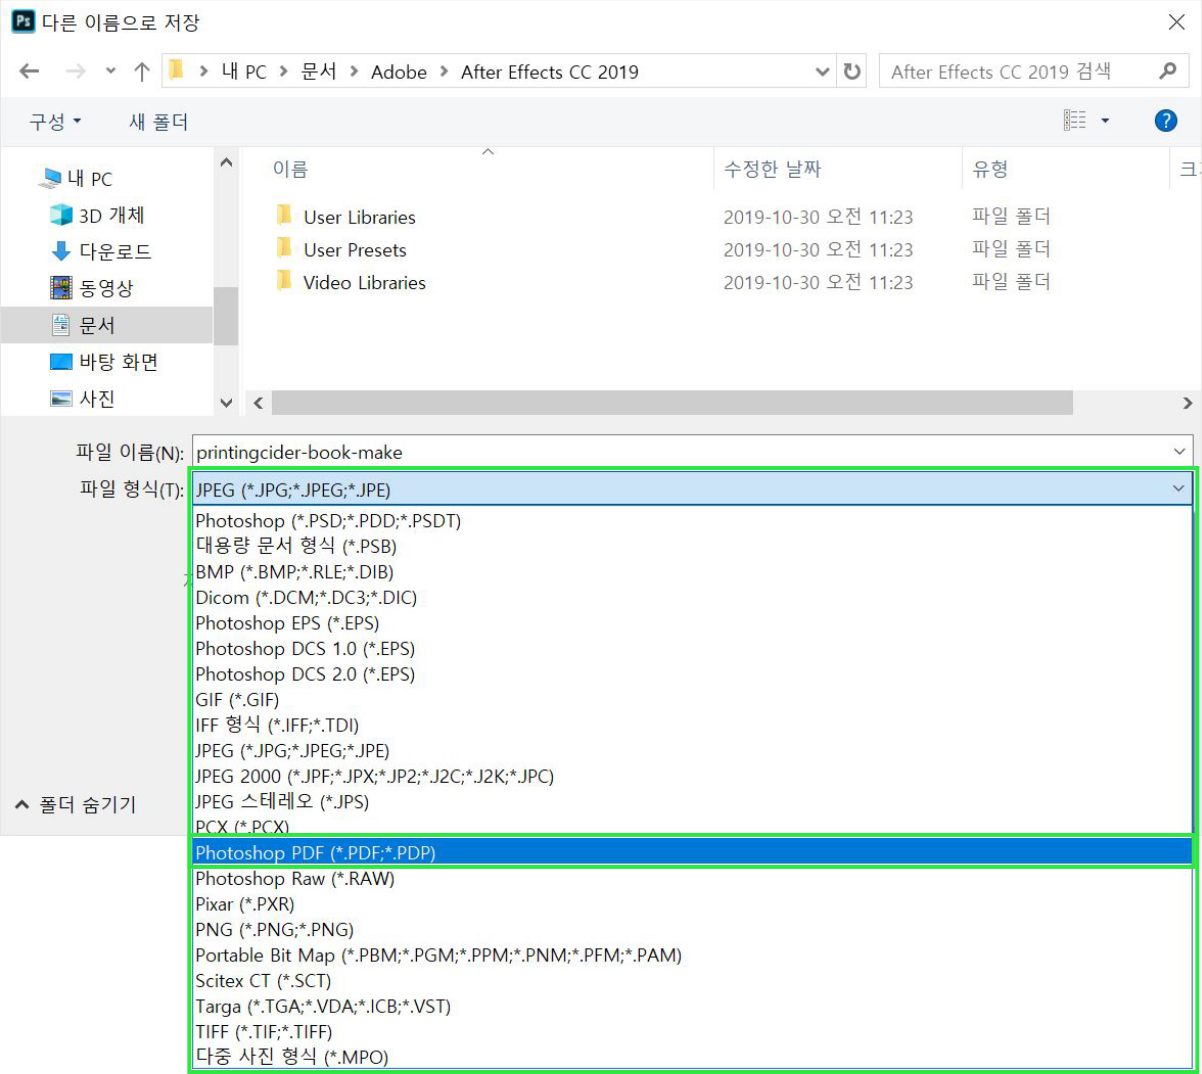 Ps 다른 이름으로 저장
내 PC > 문서 > Adobe > After Effects CC 2019
After Effects CC 2019 검색
구성 새 폴더
?
내 PC
3D 개체
다운로드
동영상
문서
바탕 화면
사진
이름 수정한 날짜 유형
User Libraries 2019-10-30 오전 11:23 파일 폴더
User Presets 2019-10-30 오전 11:23 파일 폴더
Video Libraries 2019-10-30 오전 11:23 파일 폴더
파일 이름(N): printingcider-book-make
파일 형식(T): JPEG (*.JPG;*.JPEG;*.JPE)
Photoshop (*.PSD;*.PDD;*.PSDT)
대용량 문서 형식 (*.PSB)
BMP (*.BMP;*.RLE;*.DIB)
Dicom (*.DCM;*.DC3;*.DIC)
Photoshop EPS (*.EPS)
Photoshop DCS 1.0 (*.EPS)
Photoshop DCS 2.0 (*.EPS)
GIF (*.GIF)
IFF 형식 (*.IFF;*.TDI)
JPEG (*.JPG;*.JPEG;*.JPE)
JPEG 2000 (*.JPF;*.JPX;*.JP2;*.J2C;*.J2K;*.JPC)
JPEG 스테레오 (*.JPS)
폴더 숨기기
PCX (*.PCX)
Photoshop PDF (*.PDF;*.PDP)
Photoshop Raw (*.RAW)
Pixar (*.PXR)
PNG (*.PNG;*.PNG)
Portable Bit Map (*.PBM;*.PGM;*.PPM;*.PNM;*.PFM;*.PAM)
Scitex CT (*.SCT)
Targa (*.TGA;*.VDA;*.ICB;*.VST)
TIFF (*.TIF;*.TIFF)
다중 사진 형식 (*.MPO)